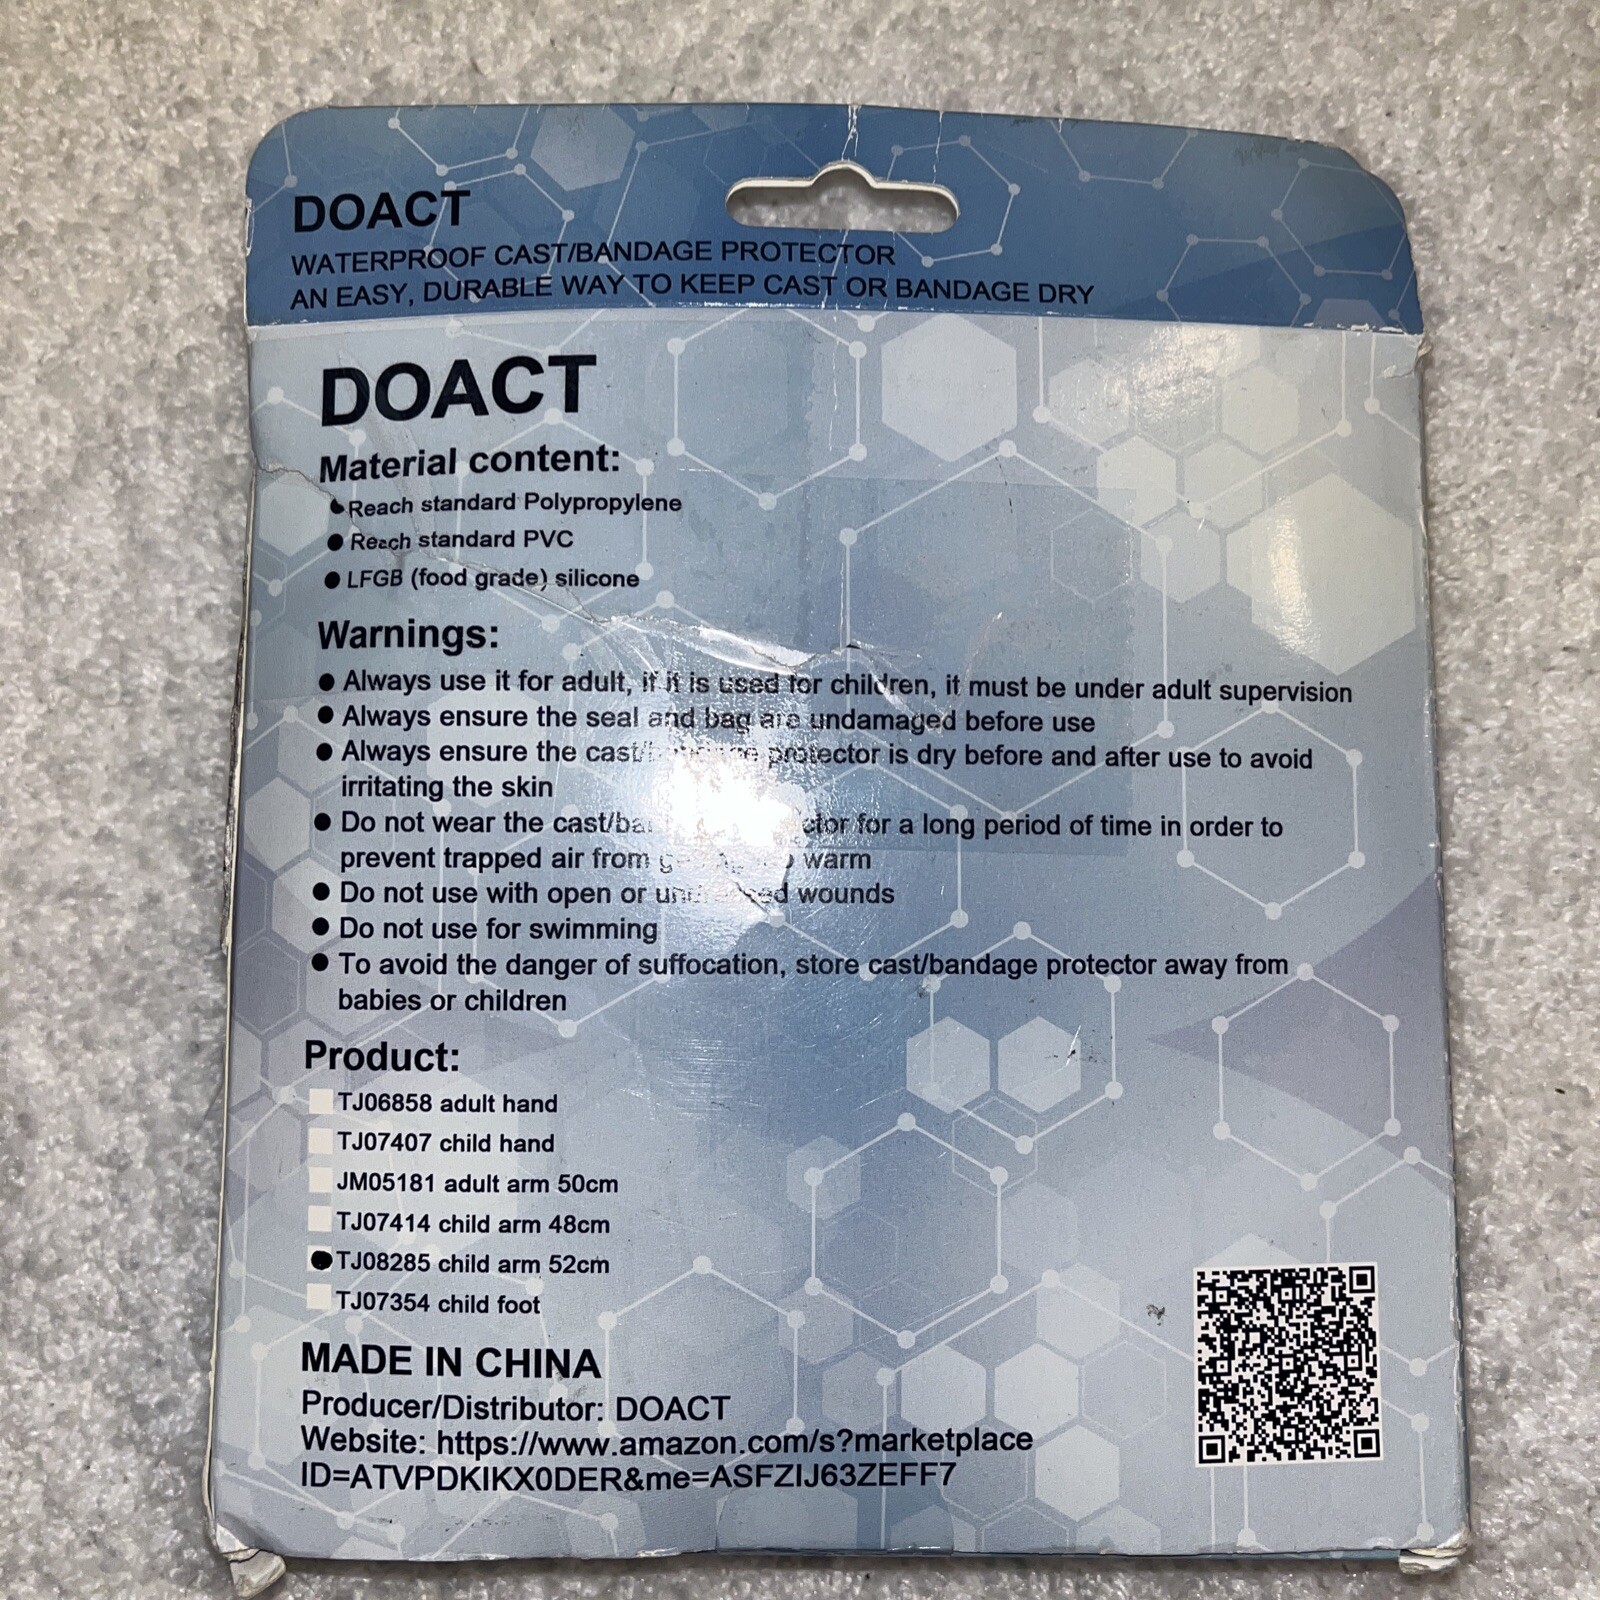 DOACT
WATERPROOF CAST/BANDAGE PROTECTOR
AN EASY, DURABLE WAY TO KEEP CAST OR BANDAGE DRY
DOACT
Material content:
● Reach standard Polypropylene
● Reach standard PVC
● LFGB (food grade) silicone
Warnings:
● Always use it for adult, if it is used for children, it must be under adult supervision
● Always ensure the seal and bag are undamaged before use
● Always ensure the protector is dry before and after use to avoid
irritating the skin
● Do not wear the for a long period of time in order to
prevent trapped air from warm
● Do not use with open or wounds
● Do not use for swimming
● To avoid the danger of suffocation, store cast/bandage protector away from
babies or children
Product:
TJ06858 adult hand
TJ07407 child hand
JM05181 adult arm 50cm
TJ07414 child arm 48cm
● TJ08285 child arm 52cm
TJ07354 child foot
MADE IN CHINA
Producer/Distributor: DOACT
Website: https://www.amazon.com/s?marketplace
ID=ATVPDKIKX0DER&me=ASFZIJ63ZEFF7